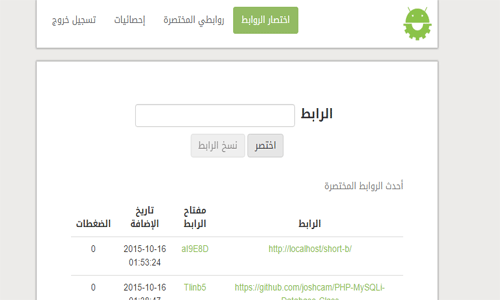 اختصار الروابط روابطي المختصرة إحصائيات تسجيل خروج
الرابط
اختصر نسخ الرابط
أحدث الروابط المختصرة
الرابط مفتاح الرابط تاريخ الإضافة الضغطات
http://localhost/short-b/ al9E8D 2015-10-16 01:53:24 0
https://github.com/joshcam/PHP-MySQLi- Tlinb5 2015-10-16 0